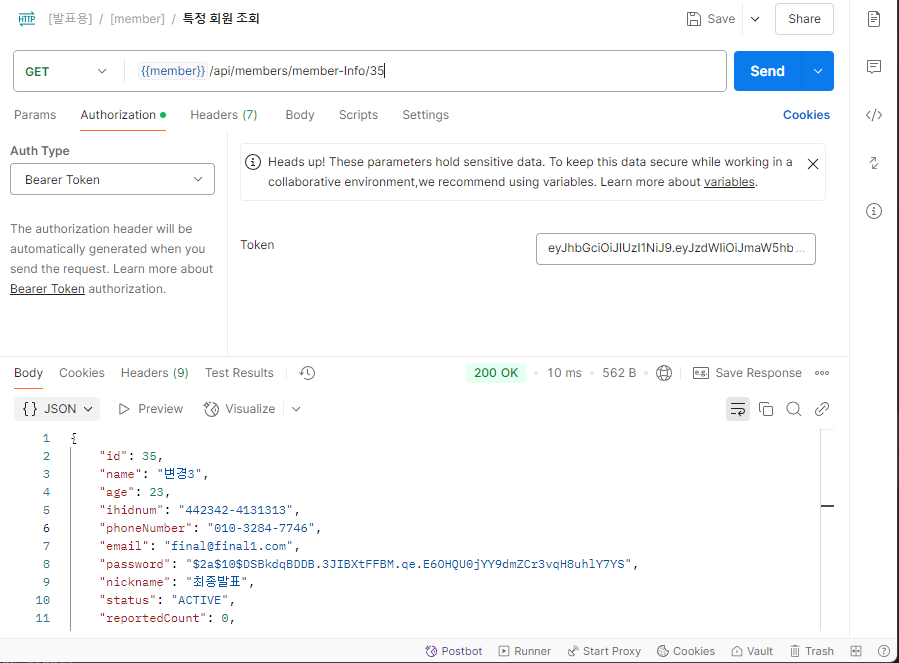 HTTP [발표용] / [member] / 특정 회원 조회 Save Share
GET {{member}} /api/members/member-Info/35 Send
Params Authorization Headers (7) Body Scripts Settings Cookies
Auth Type
Bearer Token
The authorization header will be
automatically generated when you
send the request. Learn more about
Bearer Token authorization.
Heads up! These parameters hold sensitive data. To keep this data secure while working in a
collaborative environment,we recommend using variables. Learn more about variables.
Token eyJhbGciOiJIUzI1NiJ9.eyJzdWIiOiJmaW5hb...
Body Cookies Headers (9) Test Results 200 OK 10 ms 562 B e.g. Save Response
{} JSON Preview Visualize
1 {
2 "id": 35,
3 "name": "변경3",
4 "age": 23,
5 "ihidnum": "442342-4131313",
6 "phoneNumber": "010-3284-7746",
7 "email": "final@final1.com",
8 "password": "$2a$10$DSBkdqBDDB.3JIBXtFFBM.qe.E6OHQU0jYY9dmZCr3vqH8uhlY7YS",
9 "nickname": "최종발표",
10 "status": "ACTIVE",
11 "reportedCount": 0,
Postbot Runner Start Proxy Cookies Vault Trash